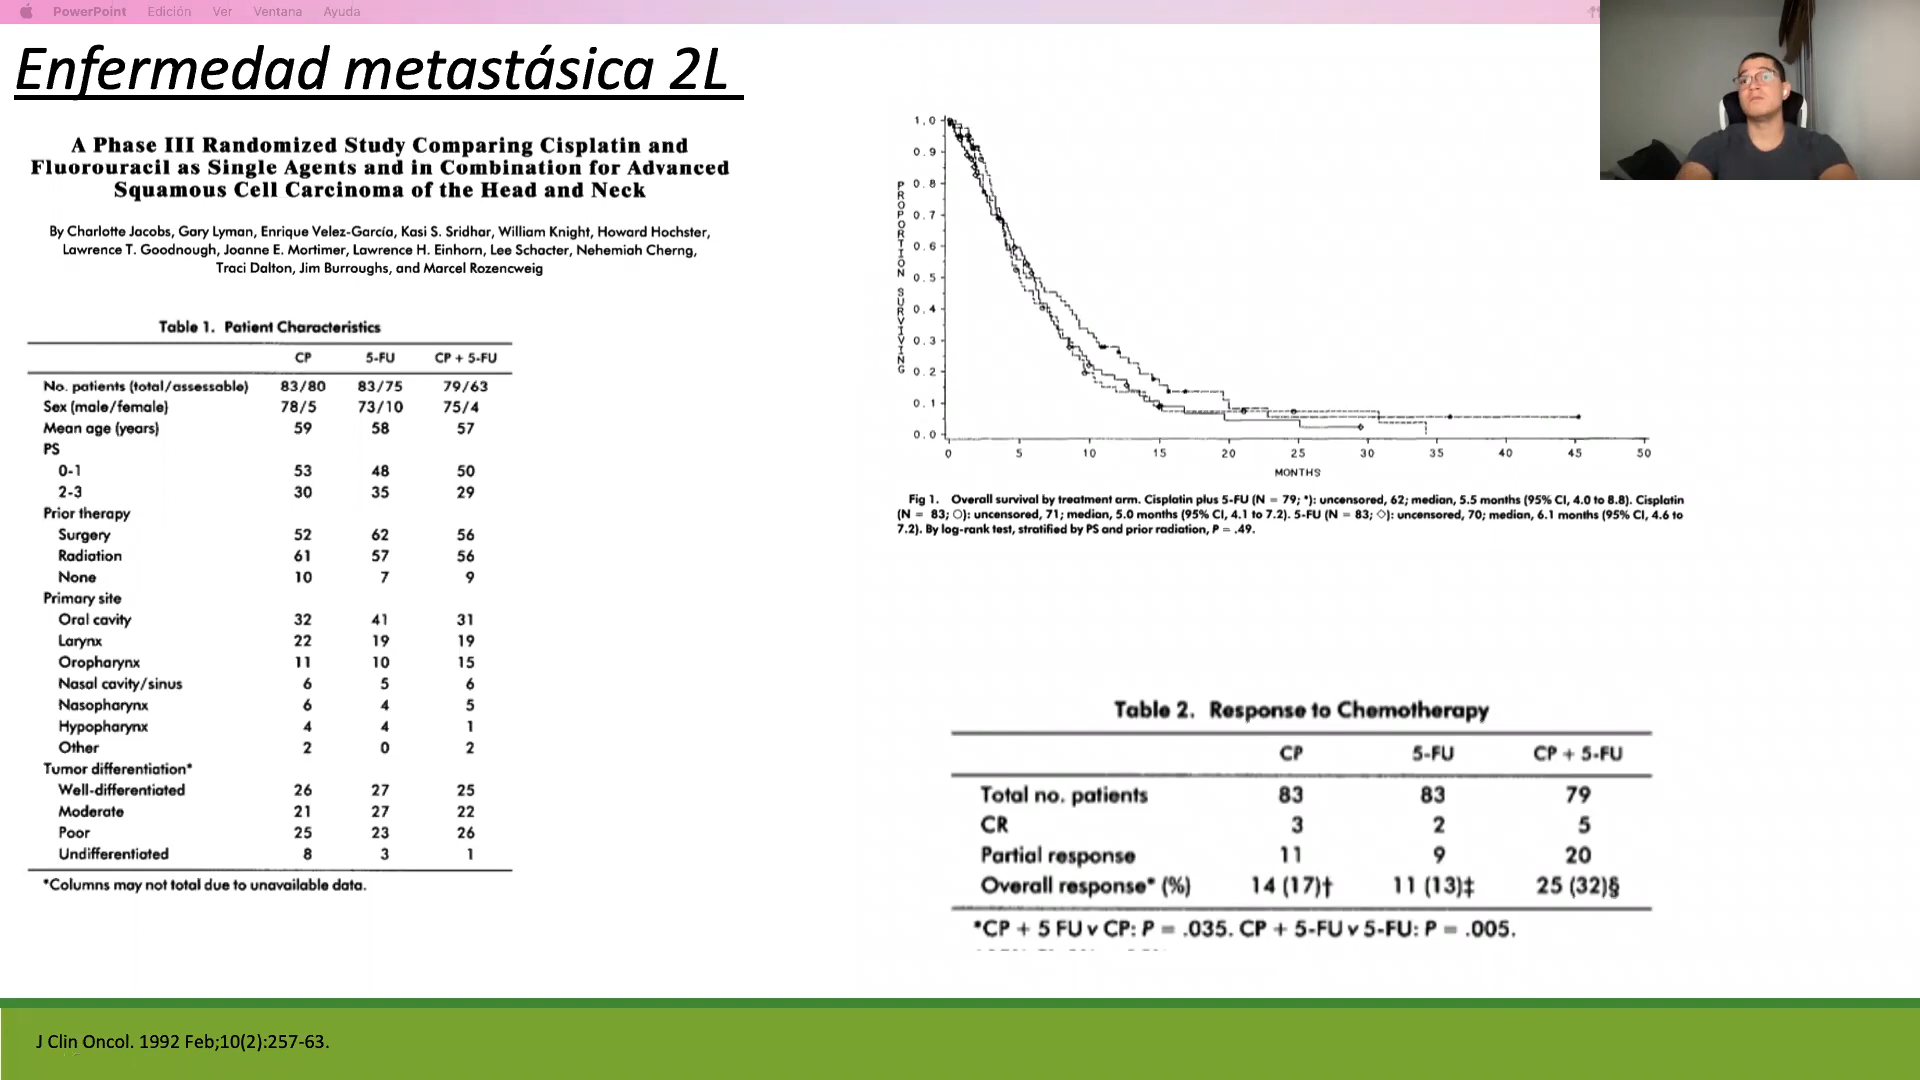 PowerPoint Edición Ver Ventana Ayuda
Enfermedad metastásica 2L
A Phase III Randomized Study Comparing Cisplatin and
Fluorouracil as Single Agents and in Combination for Advanced
Squamous Cell Carcinoma of the Head and Neck
By Charlotte Jacobs, Gary Lyman, Enrique Velez-García, Kasi S. Sridhar, William Knight, Howard Hochster,
Lawrence T. Goodnough, Joanne E. Mortimer, Lawrence H. Einhorn, Lee Schacter, Nehemiah Cherng,
Traci Dalton, Jim Burroughs, and Marcel Rozencweig
Table 1. Patient Characteristics
CP 5-FU CP + 5-FU
No. patients (total/assessable) 83/80 83/75 79/63
Sex (male/female) 78/5 73/10 75/4
Mean age (years) 59 58 57
PS
0-1 53 48 50
2-3 30 35 29
Prior therapy
Surgery 52 62 56
Radiation 61 57 56
None 10 7 9
Primary site
Oral cavity 32 41 31
Larynx 22 19 19
Oropharynx 11 10 15
Nasal cavity/sinus 6 5 6
Nasopharynx 6 4 5
Hypopharynx 4 4 1
Other 2 0 2
Tumor differentiation*
Well-differentiated 26 27 25
Moderate 21 27 22
Poor 25 23 26
Undifferentiated 8 3 1
*Columns may not total due to unavailable data.
PROPORTION SURVIVING
1.0
0.9
0.8
0.7
0.6
0.5
0.4
0.3
0.2
0.1
0.0
0 5 10 15 20 25 30 35 40 45 50
MONTHS
Fig 1. Overall survival by treatment arm. Cisplatin plus 5-FU (N = 79; *): uncensored, 62; median, 5.5 months (95% CI, 4.0 to 8.8). Cisplatin
(N = 83; ○): uncensored, 71; median, 5.0 months (95% CI, 4.1 to 7.2). 5-FU (N = 83; ◇): uncensored, 70; median, 6.1 months (95% CI, 4.6 to
7.2). By log-rank test, stratified by PS and prior radiation, P = .49.
Table 2. Response to Chemotherapy
CP 5-FU CP + 5-FU
Total no. patients 83 83 79
CR 3 2 5
Partial response 11 9 20
Overall response* (%) 14 (17)† 11 (13)‡ 25 (32)§
*CP + 5 FU v CP: P = .035. CP + 5-FU v 5-FU: P = .005.
J Clin Oncol. 1992 Feb;10(2):257-63.